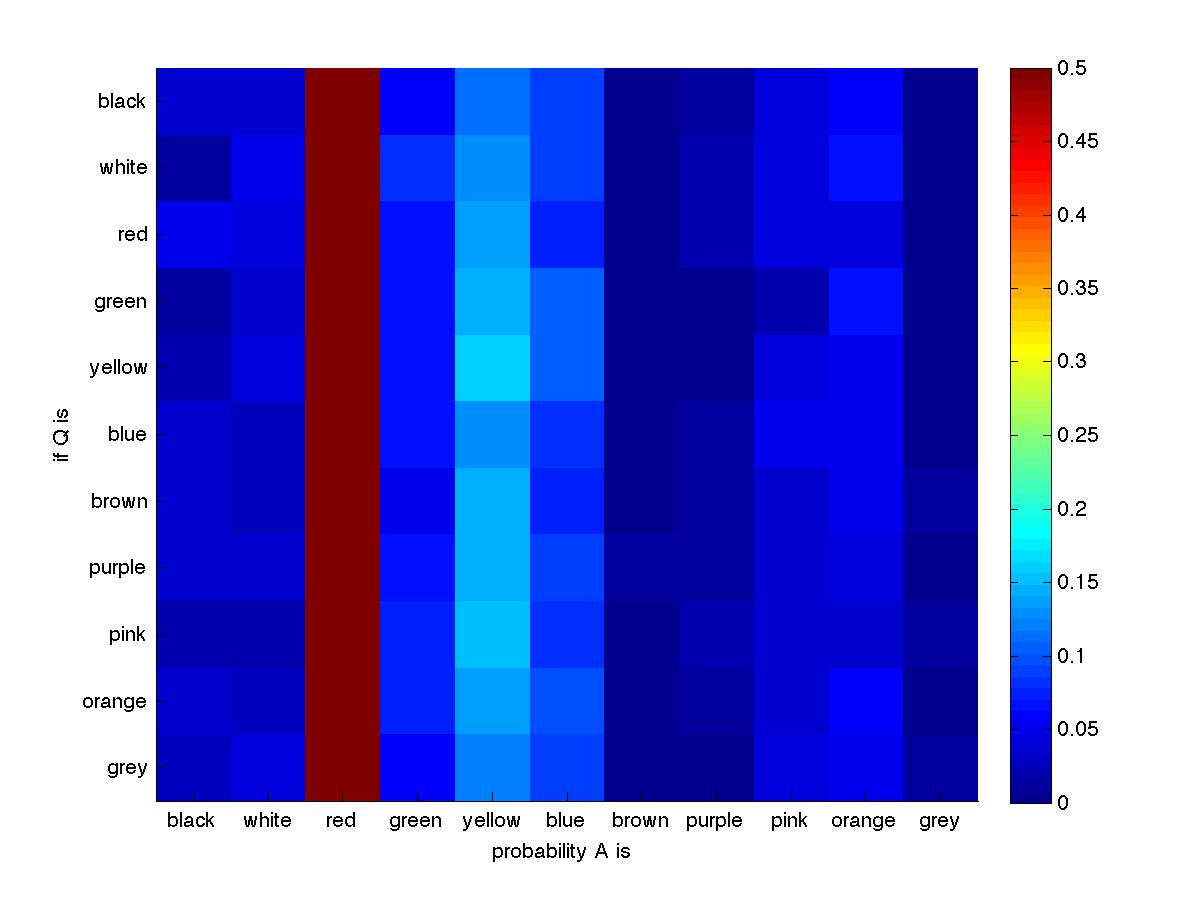 black
white
red
green
yellow
blue
brown
purple
pink
orange
grey
if Q is
black white red green yellow blue brown purple pink orange grey
probability A is
0.5
0.45
0.4
0.35
0.3
0.25
0.2
0.15
0.1
0.05
0